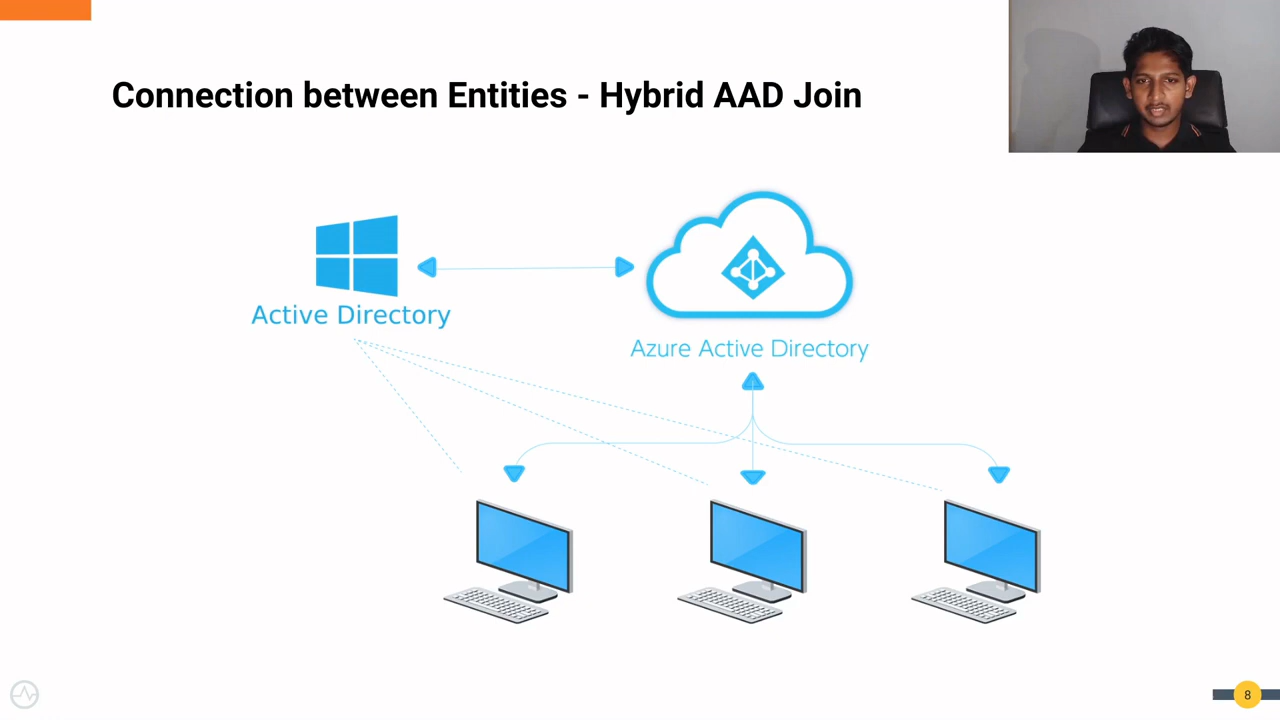 Connection between Entities - Hybrid AAD Join
Active Directory
Azure Active Directory
8